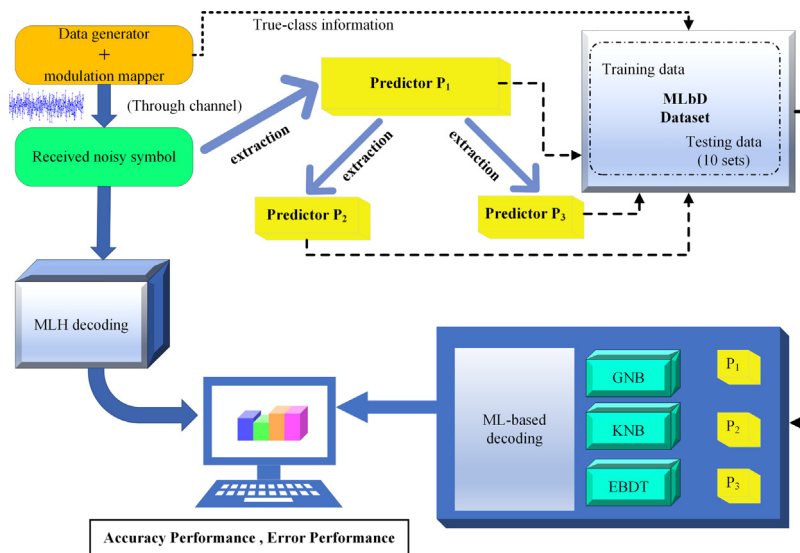 Data generator
+
modulation mapper
True-class information
(Through channel)
Received noisy symbol
extraction
Predictor P1
extraction
extraction
Predictor P2
Predictor P3
Training data
MLbD
Dataset
Testing data
(10 sets)
MLH decoding
ML-based
decoding
GNB
KNB
EBDT
P1
P2
P3
Accuracy Performance , Error Performance